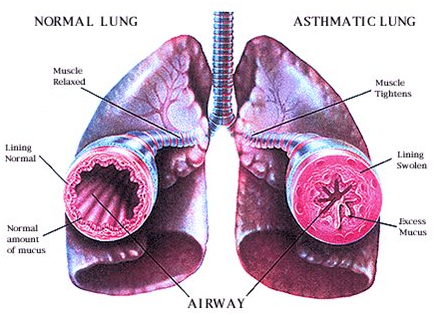 NORMAL LUNG
ASTHMATIC LUNG
Muscle
Relaxed
Muscle
Tightens
Lining
Normal
Lining
Swolen
Normal
amount
of mucus
Excess
Mucus
AIRWAY